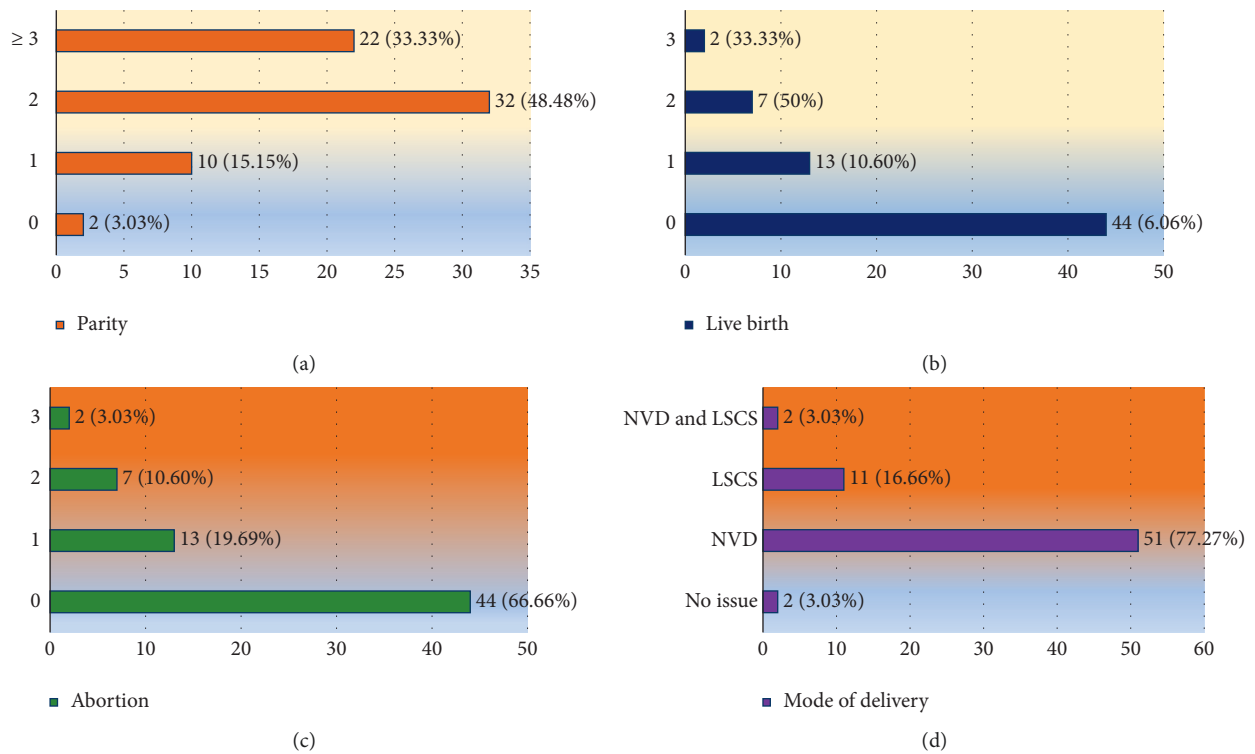 ≥ 3
22 (33.33%)
2
32 (48.48%)
1
10 (15.15%)
0
2 (3.03%)
0 5 10 15 20 25 30 35
Parity
(a)
3
2 (33.33%)
2
7 (50%)
1
13 (10.60%)
0
44 (6.06%)
0 10 20 30 40 50
Live birth
(b)
3
2 (3.03%)
2
7 (10.60%)
1
13 (19.69%)
0
44 (66.66%)
0 10 20 30 40 50
Abortion
(c)
NVD and LSCS
2 (3.03%)
LSCS
11 (16.66%)
NVD
51 (77.27%)
No issue
2 (3.03%)
0 10 20 30 40 50 60
Mode of delivery
(d)